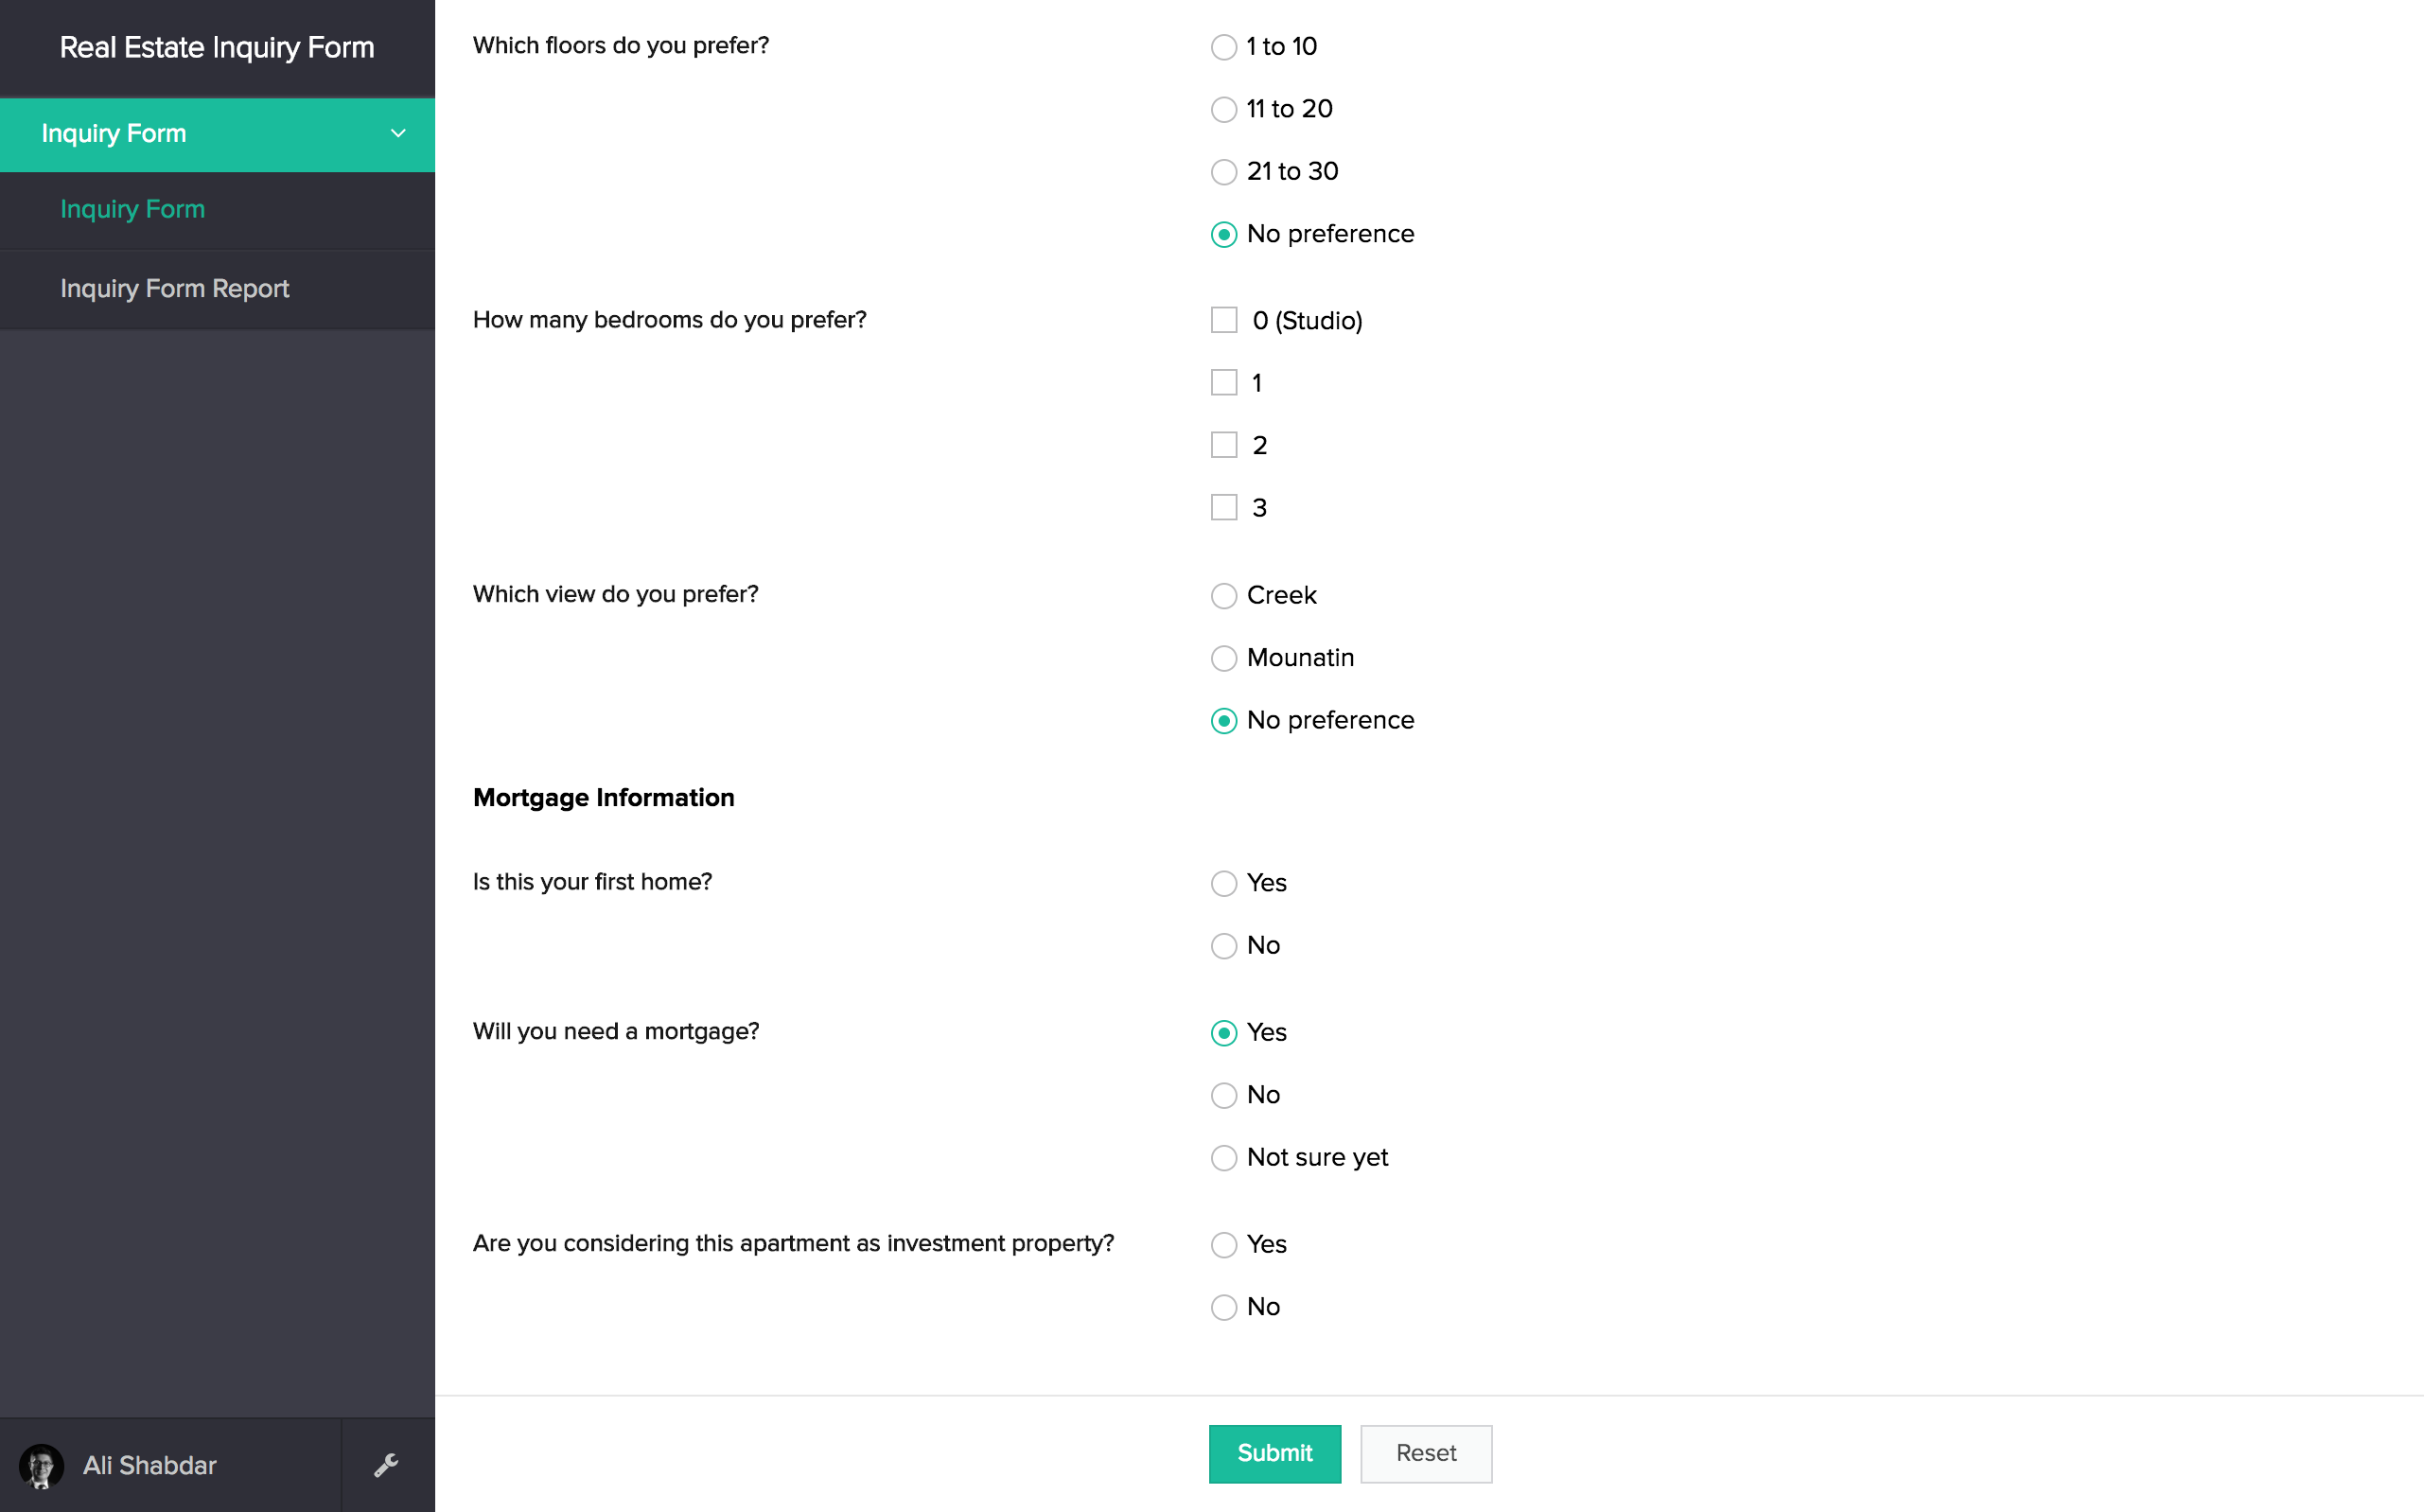 Real Estate Inquiry Form
Inquiry Form
Inquiry Form
Inquiry Form Report
Ali Shabdar
Which floors do you prefer?
1 to 10
11 to 20
21 to 30
No preference
How many bedrooms do you prefer?
0 (Studio)
1
2
3
Which view do you prefer?
Creek
Mounatin
No preference
Mortgage Information
Is this your first home?
Yes
No
Will you need a mortgage?
Yes
No
Not sure yet
Are you considering this apartment as investment property?
Yes
No
Submit
Reset